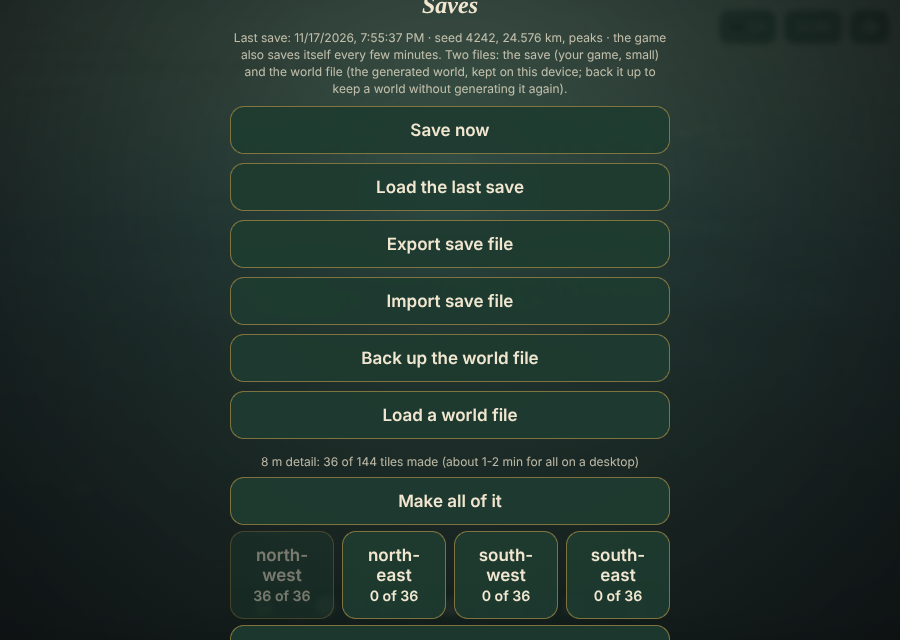 Saves
Last save: 11/17/2026, 7:55:37 PM · seed 4242, 24.576 km, peaks · the game
also saves itself every few minutes. Two files: the save (your game, small)
and the world file (the generated world, kept on this device; back it up to
keep a world without generating it again).
Save now
Load the last save
Export save file
Import save file
Back up the world file
Load a world file
8 m detail: 36 of 144 tiles made (about 1-2 min for all on a desktop)
Make all of it
north-
west
36 of 36
north-
east
0 of 36
south-
west
0 of 36
south-
east
0 of 36